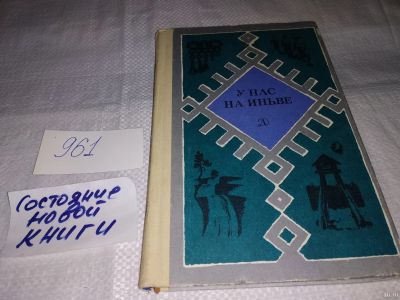 У НАС
НА ИНЬВЕ
961
Состояние
новой
книги